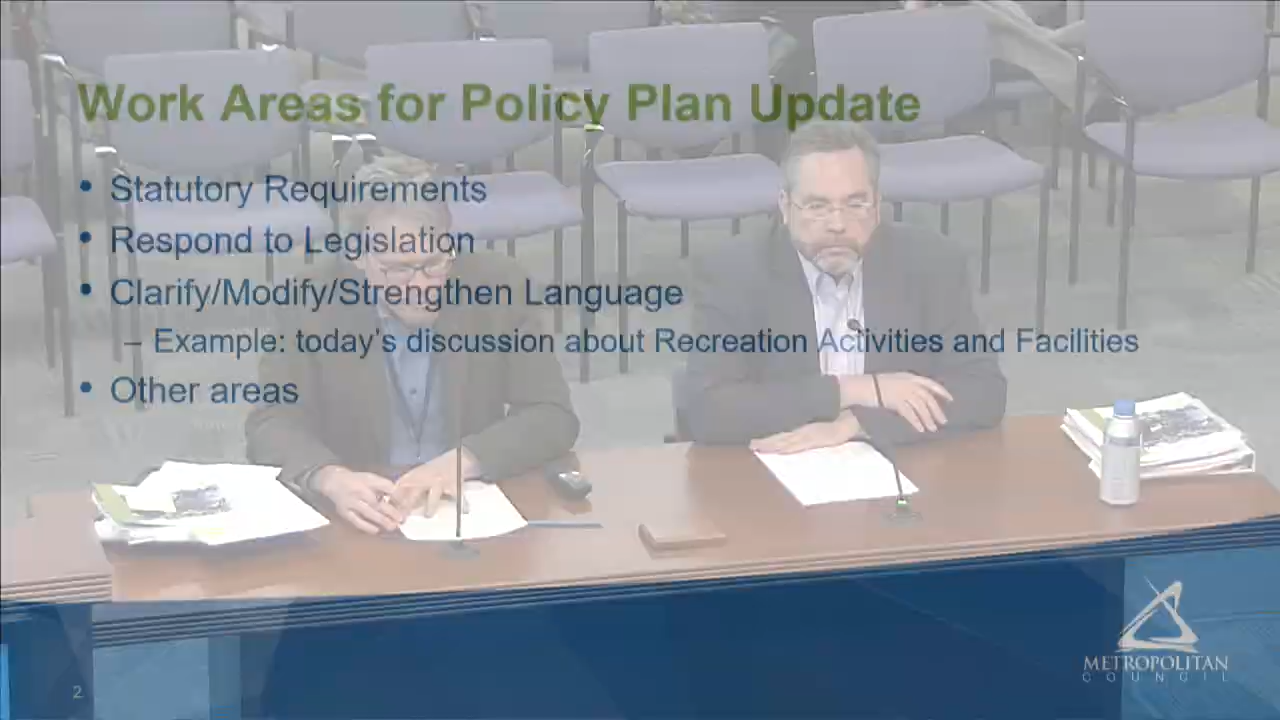 Work Areas for Policy Plan Update
• Statutory Requirements
• Respond to Legislation
• Clarify/Modify/Strengthen Language
– Example: today's discussion about Recreation Activities and Facilities
• Other areas
METROPOLITAN
COUNCIL
2